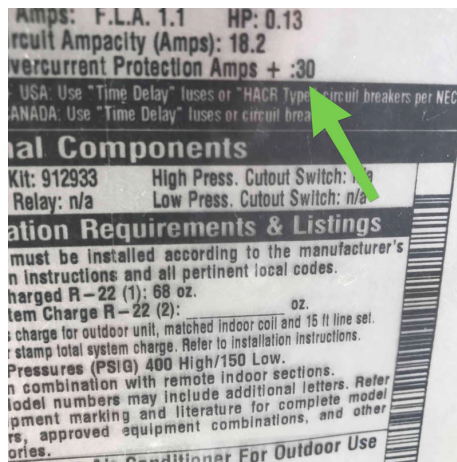 Amps: F.L.A. 1.1 HP: 0.13
rcuit Ampacity (Amps): 18.2
vercurrent Protection Amps + :30
: USA: Use "Time Delay" fuses or "HACR Type" circuit breakers per NEC
CANADA: Use "Time Delay" fuses or circuit brea
nal Components
Kit: 912933 High Press. Cutout Switch: n/a
Relay: n/a Low Press. Cutout Switch: n/a
ation Requirements & Listings
must be installed according to the manufacturer's
n instructions and all pertinent local codes.
harged R-22 (1): 68 oz.
tem Charge R-22 (2): ____________ oz.
s charge for outdoor unit, matched indoor coil and 15 ft line set.
r stamp total system charge. Refer to installation instructions.
Pressures (PSIG) 400 High/150 Low.
n combination with remote indoor sections.
odel numbers may include additional letters. Refer
ipment marking and literature for complete model
rs, approved equipment combinations, and other
ories.
Air Conditioner For Outdoor Use